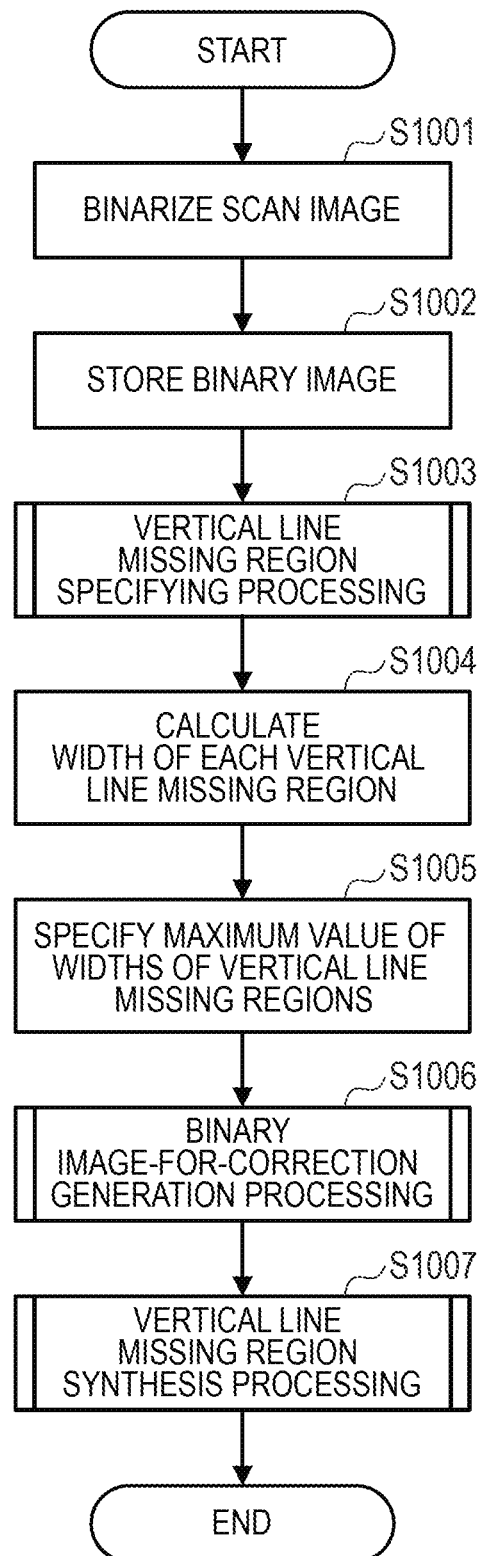 START
S1001
BINARIZE SCAN IMAGE
S1002
STORE BINARY IMAGE
S1003
VERTICAL LINE
MISSING REGION
SPECIFYING PROCESSING
S1004
CALCULATE
WIDTH OF EACH VERTICAL
LINE MISSING REGION
S1005
SPECIFY MAXIMUM VALUE OF
WIDTHS OF VERTICAL LINE
MISSING REGIONS
S1006
BINARY
IMAGE-FOR-CORRECTION
GENERATION PROCESSING
S1007
VERTICAL LINE
MISSING REGION
SYNTHESIS PROCESSING
END